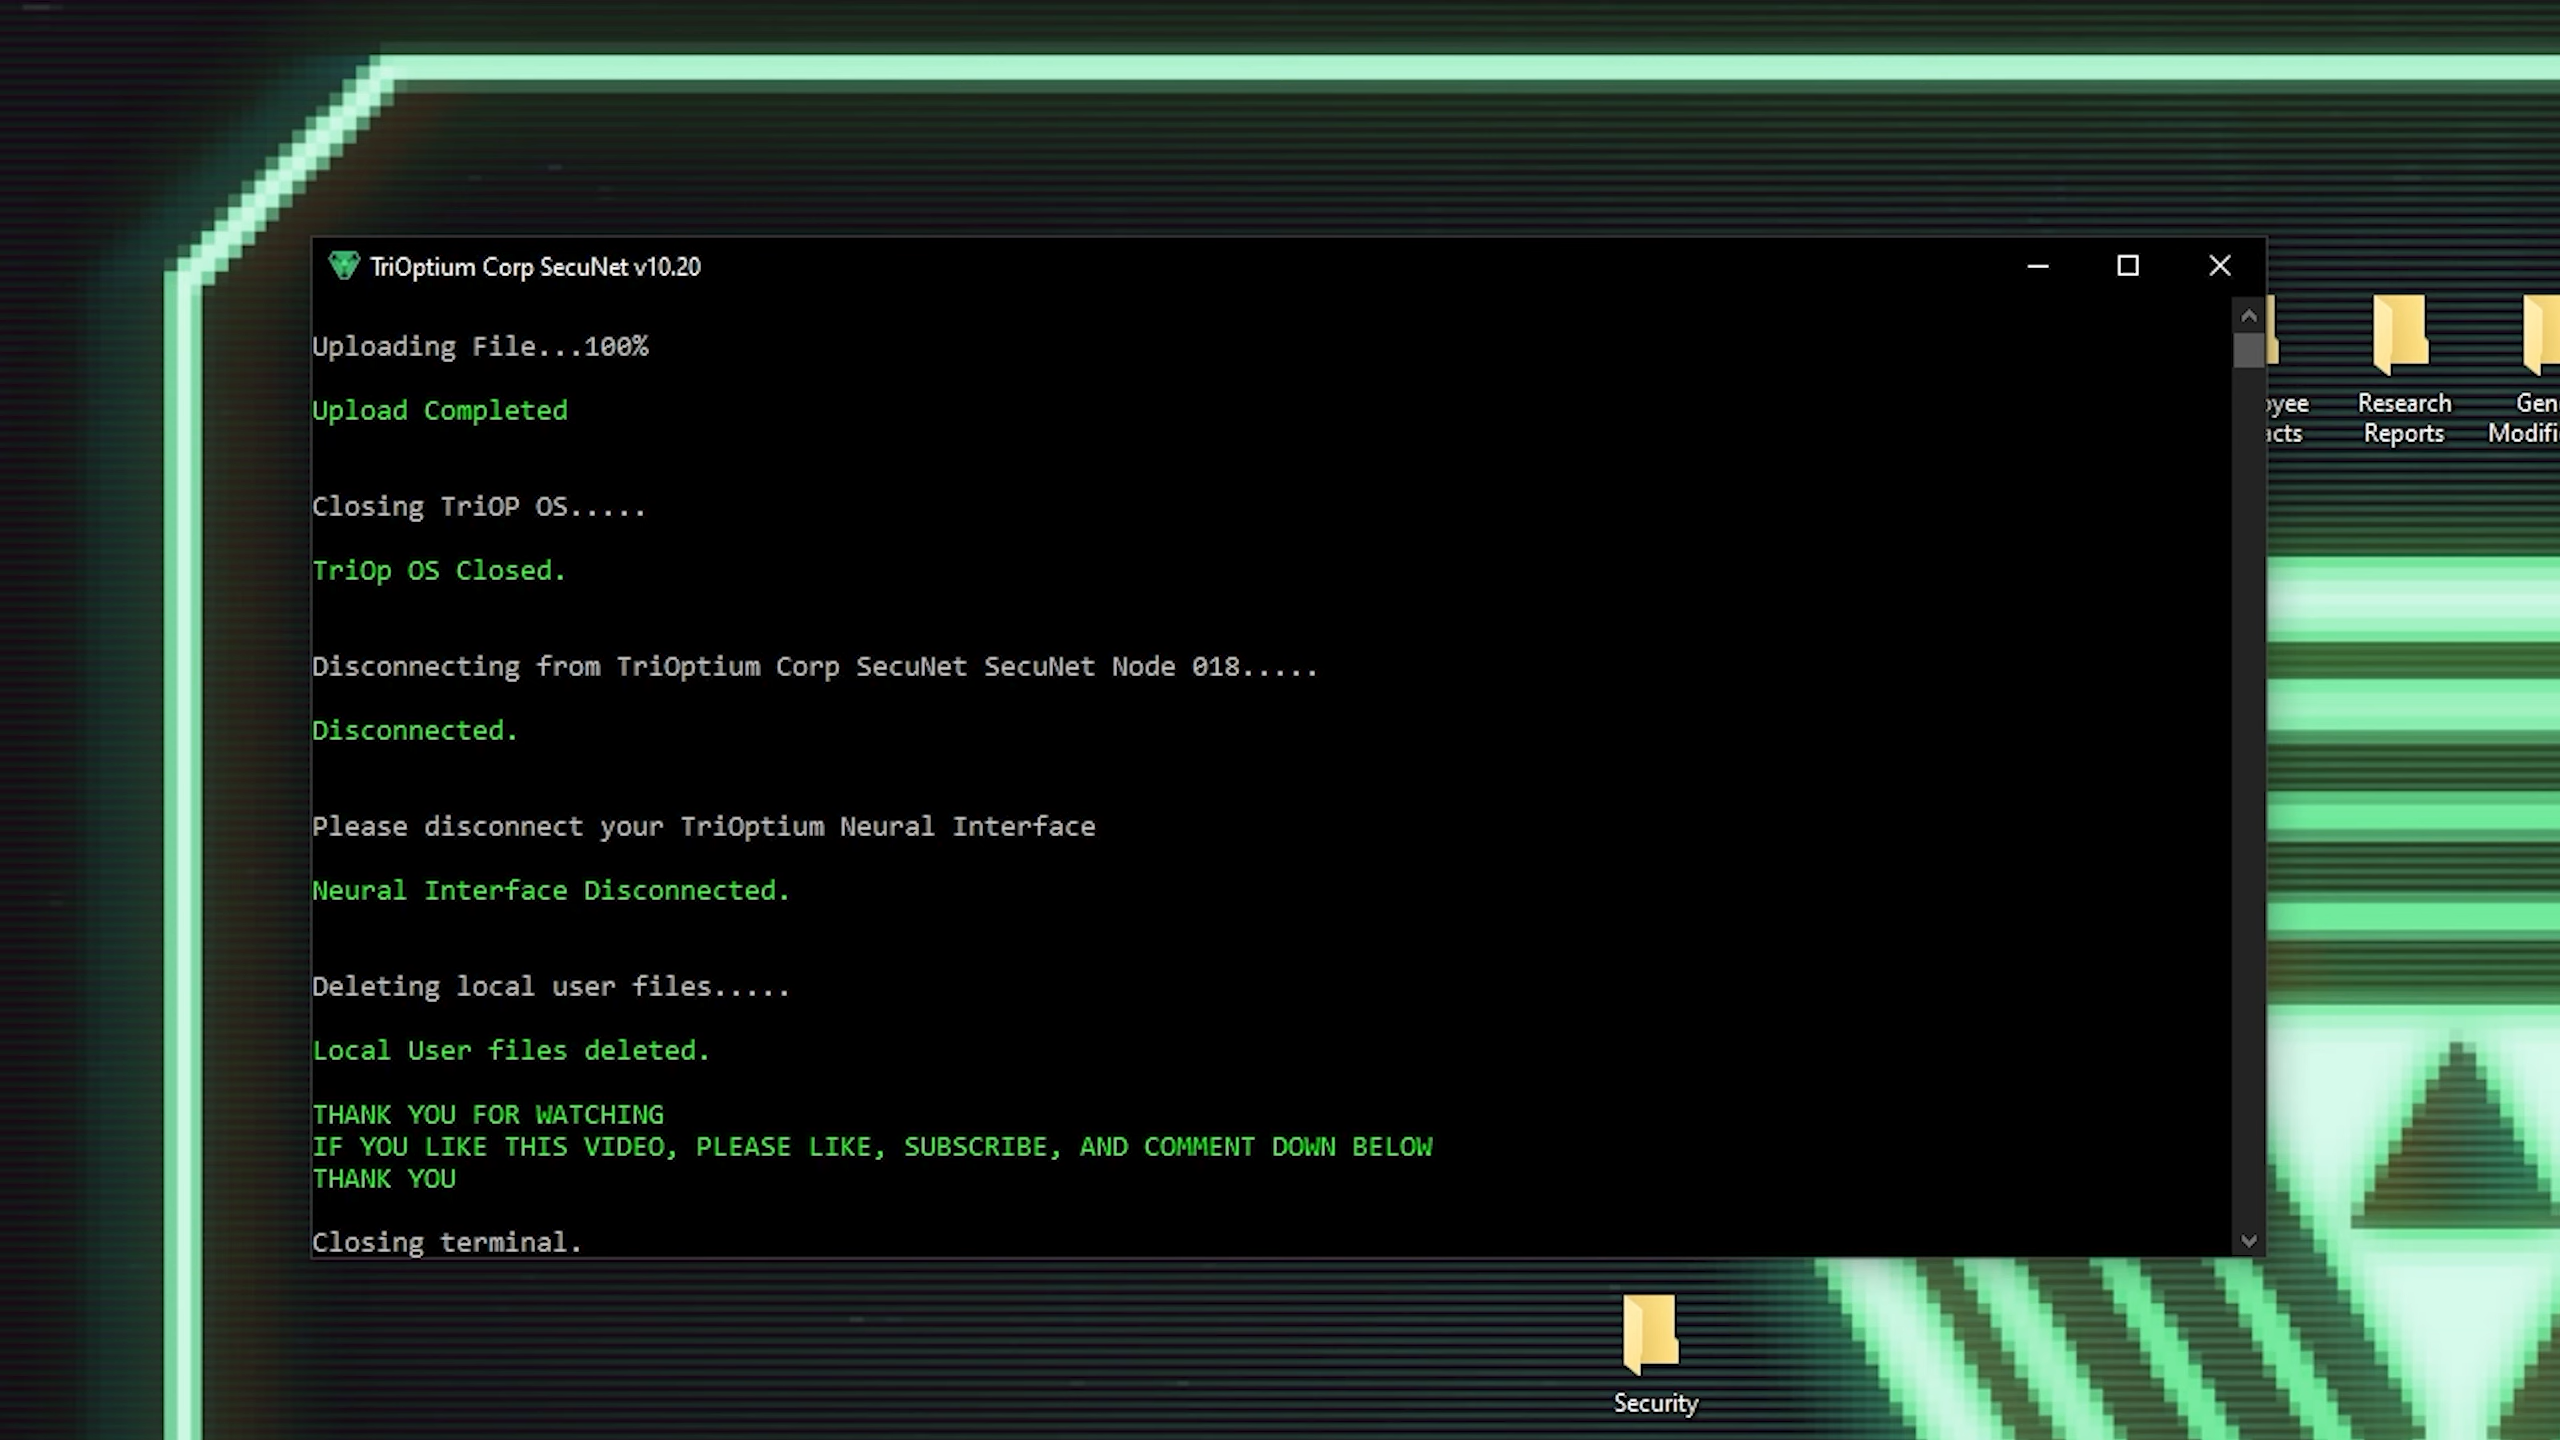 TriOptium Corp SecuNet v10.20
Uploading File...100%
Upload Completed
Closing TriOP OS.....
TriOp OS Closed.
Disconnecting from TriOptium Corp SecuNet SecuNet Node 018.....
Disconnected.
Please disconnect your TriOptium Neural Interface
Neural Interface Disconnected.
Deleting local user files.....
Local User files deleted.
THANK YOU FOR WATCHING
IF YOU LIKE THIS VIDEO, PLEASE LIKE, SUBSCRIBE, AND COMMENT DOWN BELOW
THANK YOU
Closing terminal.
Research
Reports
Security